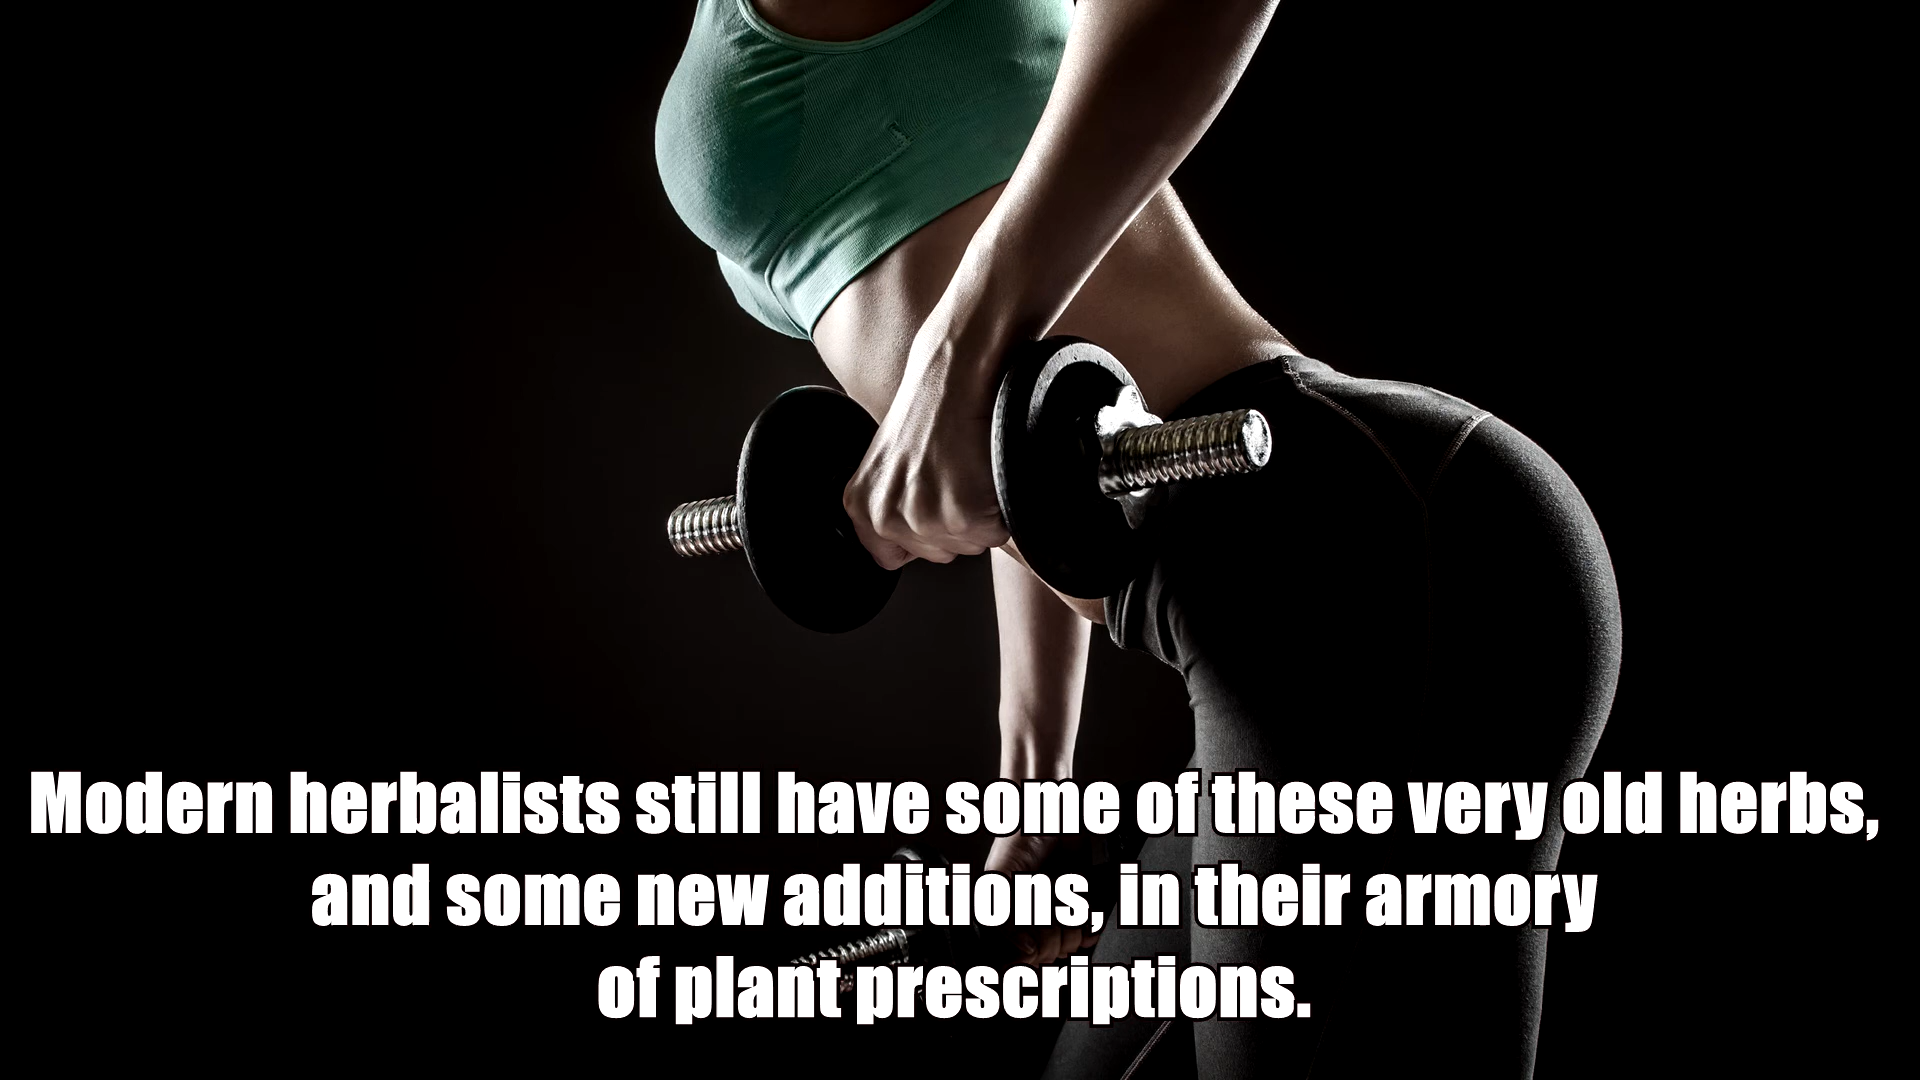 Modern herbalists still have some of these very old herbs,
and some new additions, in their armory
of plant prescriptions.